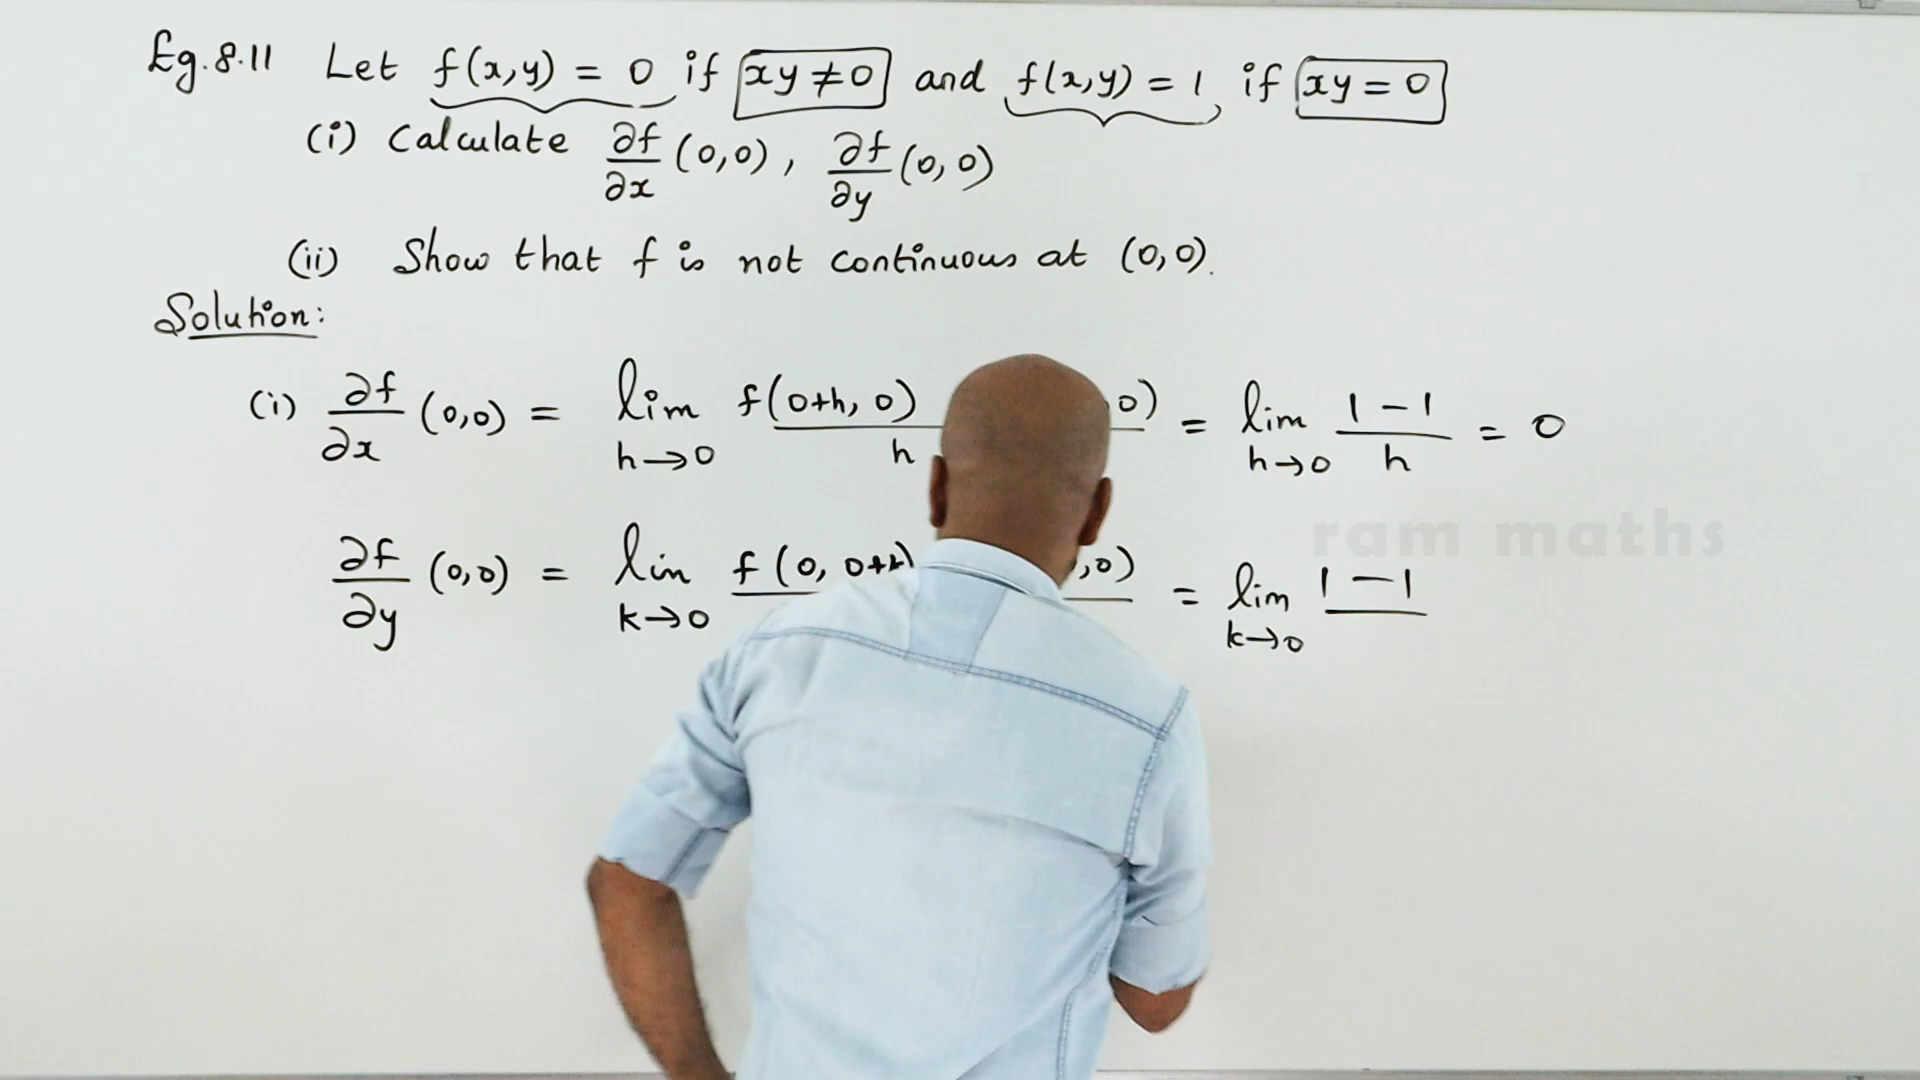 Eg. 8.11 Let f(x,y) = 0 if xy ≠ 0 and f(x,y) = 1 if xy = 0
(i) Calculate ∂f/∂x (0,0), ∂f/∂y (0,0)
(ii) Show that f is not continuous at (0,0).
Solution:
(i) ∂f/∂x (0,0) = lim h→0 f(0+h, 0) 0) / h = lim h→0 1 - 1 / h = 0
ram maths
∂f/∂y (0,0) = lim k→0 f(0, 0+k) ,0) = lim k→0 1 - 1